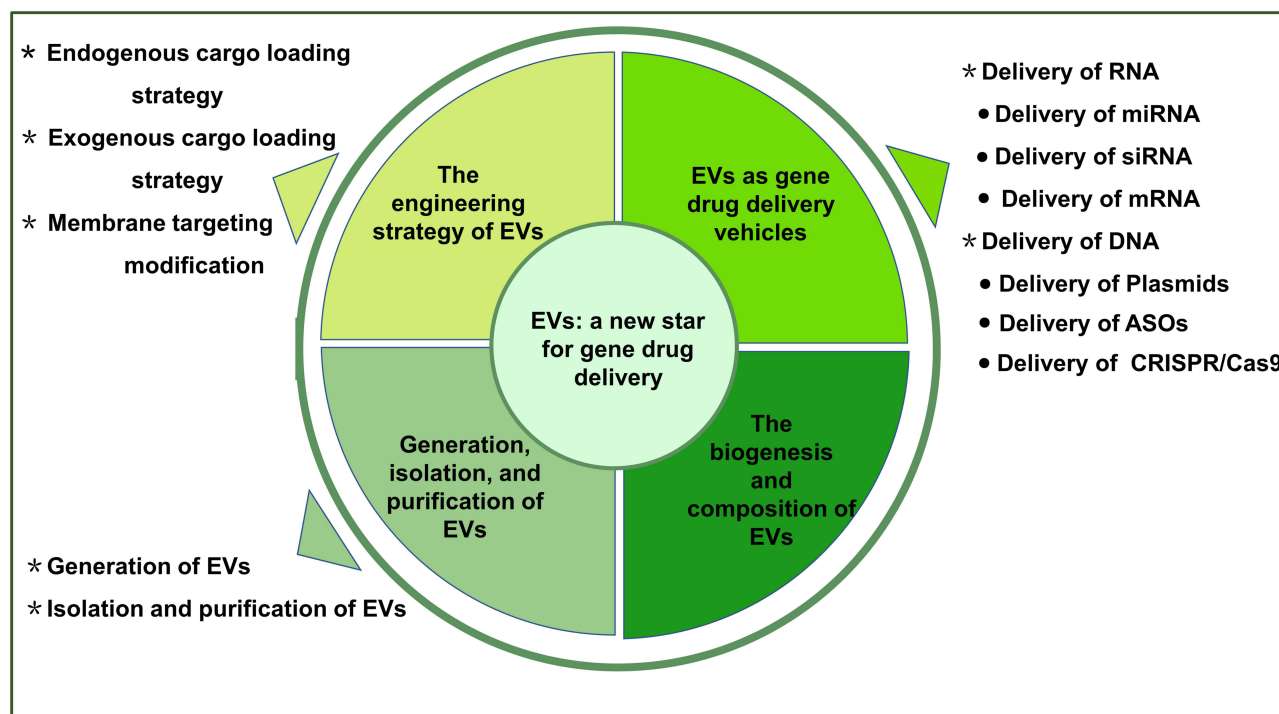 * Endogenous cargo loading
strategy
* Exogenous cargo loading
strategy
* Membrane targeting
modification
The
engineering
strategy of EVs
EVs as gene
drug delivery
vehicles
* Delivery of RNA
• Delivery of miRNA
• Delivery of siRNA
• Delivery of mRNA
* Delivery of DNA
• Delivery of Plasmids
• Delivery of ASOs
• Delivery of CRISPR/Cas9
EVs: a new star
for gene drug
delivery
Generation,
isolation, and
purification of
EVs
The
biogenesis
and
composition of
EVs
* Generation of EVs
* Isolation and purification of EVs